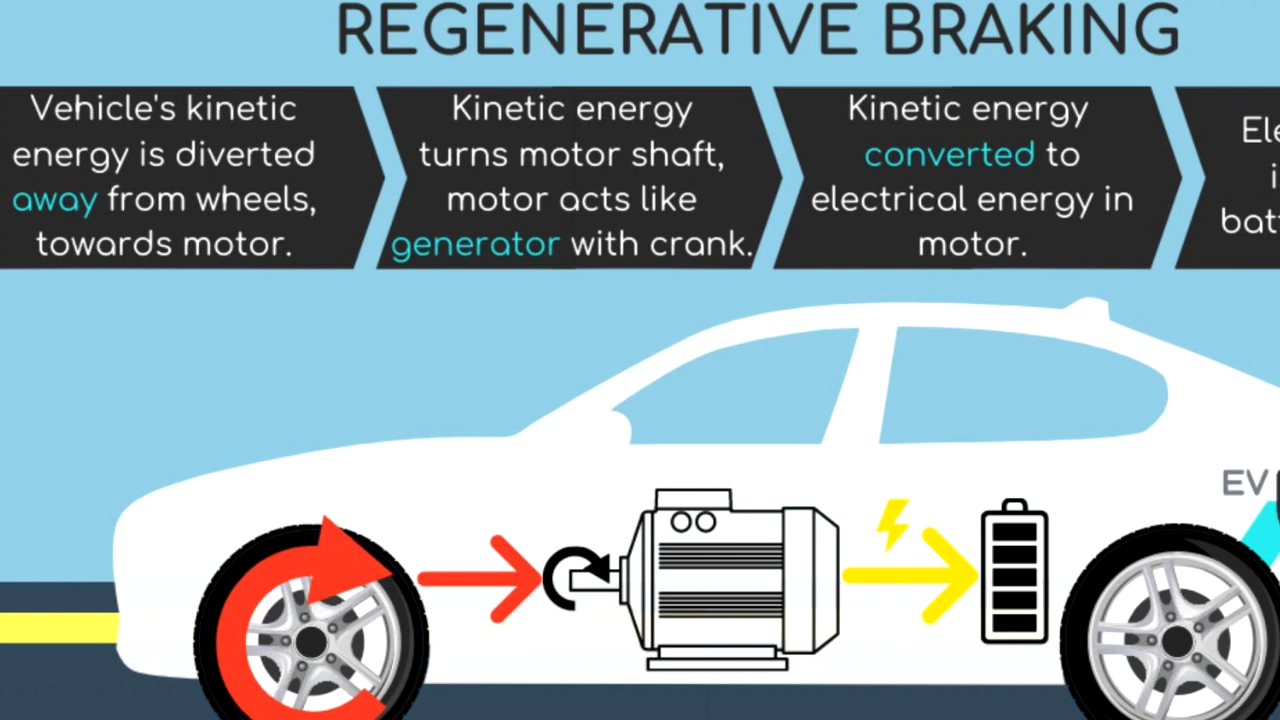 REGENERATIVE BRAKING
Vehicle's kinetic
energy is diverted
away from wheels,
towards motor.
Kinetic energy
turns motor shaft,
motor acts like
generator with crank.
Kinetic energy
converted to
electrical energy in
motor.
EV